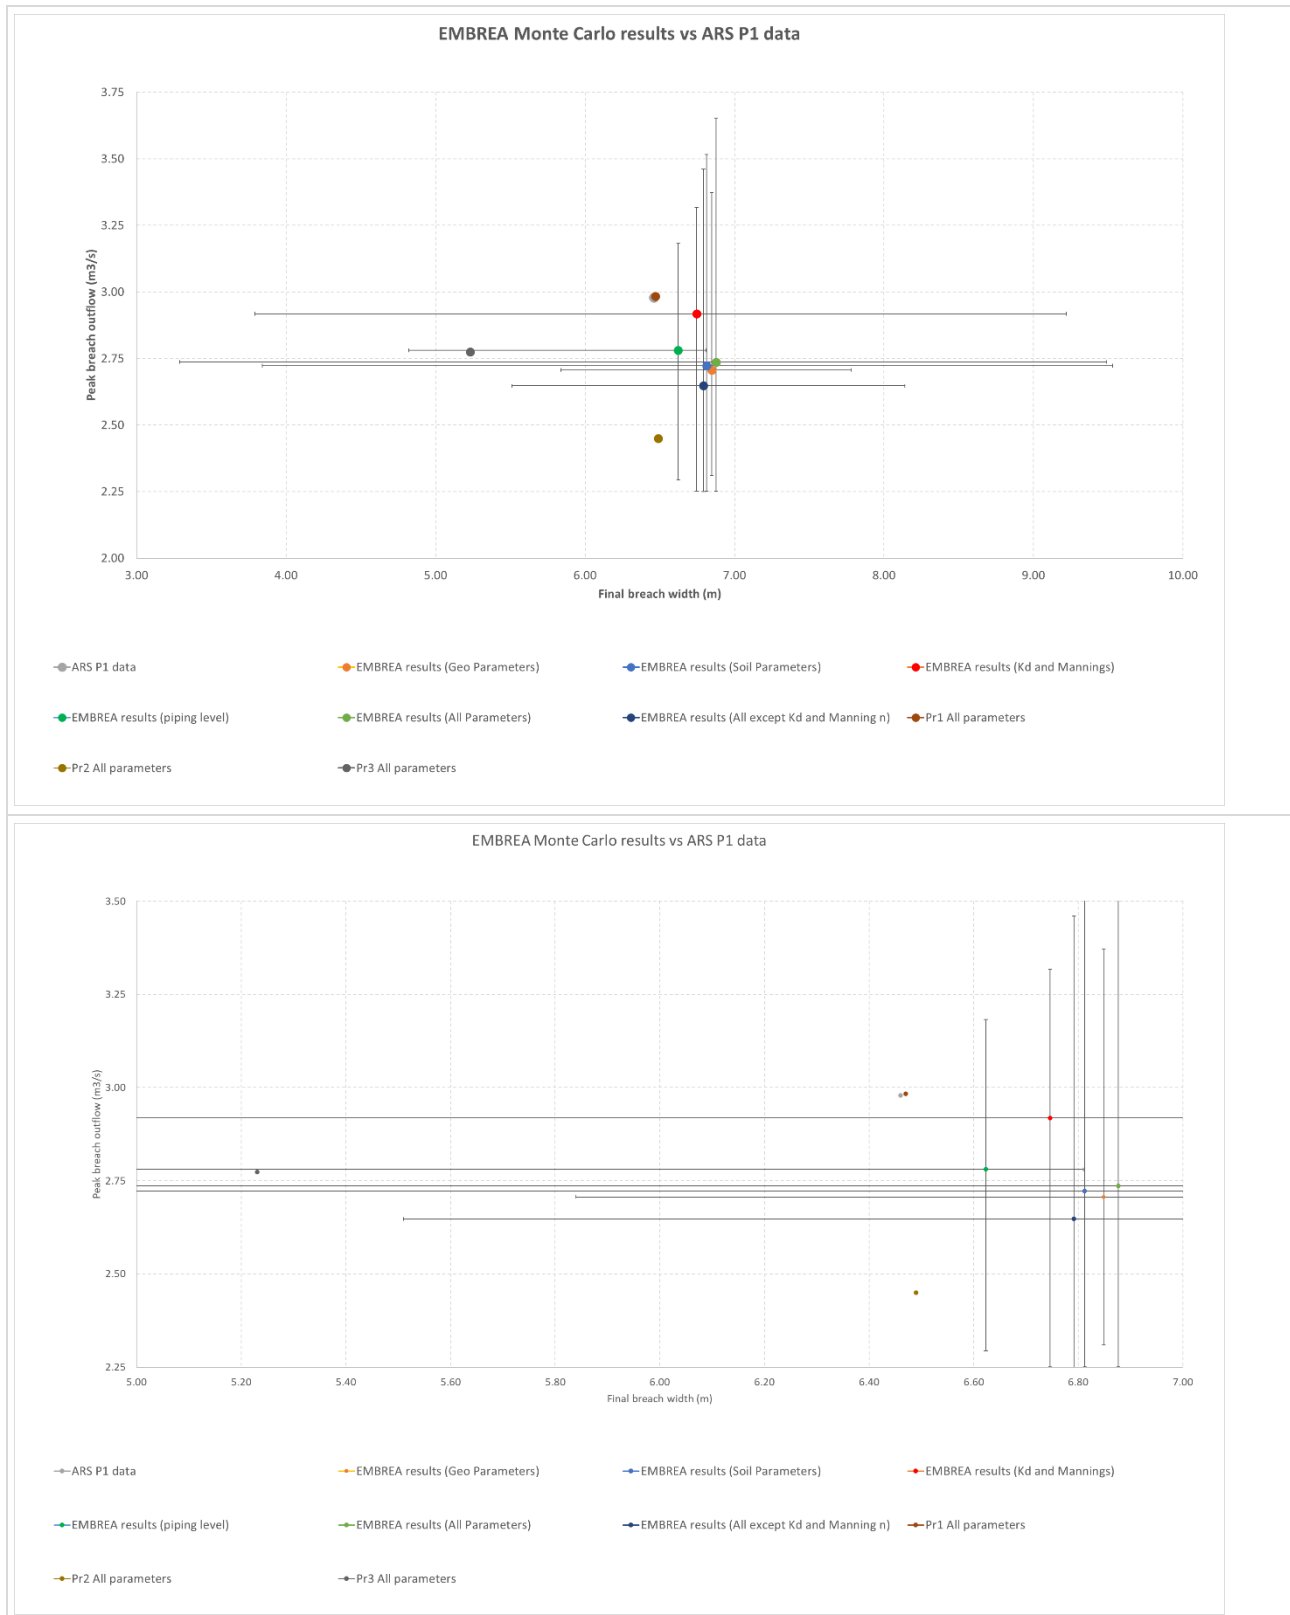 EMBREA Monte Carlo results vs ARS P1 data
3.75
3.50
3.25
3.00
2.75
2.50
2.25
2.00
Peak breach outflow (m3/s)
3.00 4.00 5.00 6.00 7.00 8.00 9.00 10.00
Final breach width (m)
ARS P1 data EMBREA results (Geo Parameters) EMBREA results (Soil Parameters) EMBREA results (Kd and Mannings)
EMBREA results (piping level) EMBREA results (All Parameters) EMBREA results (All except Kd and Manning n) Pr1 All parameters
Pr2 All parameters Pr3 All parameters
EMBREA Monte Carlo results vs ARS P1 data
3.50
3.25
3.00
2.75
2.50
2.25
Peak breach outflow (m3/s)
5.00 5.20 5.40 5.60 5.80 6.00 6.20 6.40 6.60 6.80 7.00
Final breach width (m)
ARS P1 data EMBREA results (Geo Parameters) EMBREA results (Soil Parameters) EMBREA results (Kd and Mannings)
EMBREA results (piping level) EMBREA results (All Parameters) EMBREA results (All except Kd and Manning n) Pr1 All parameters
Pr2 All parameters Pr3 All parameters